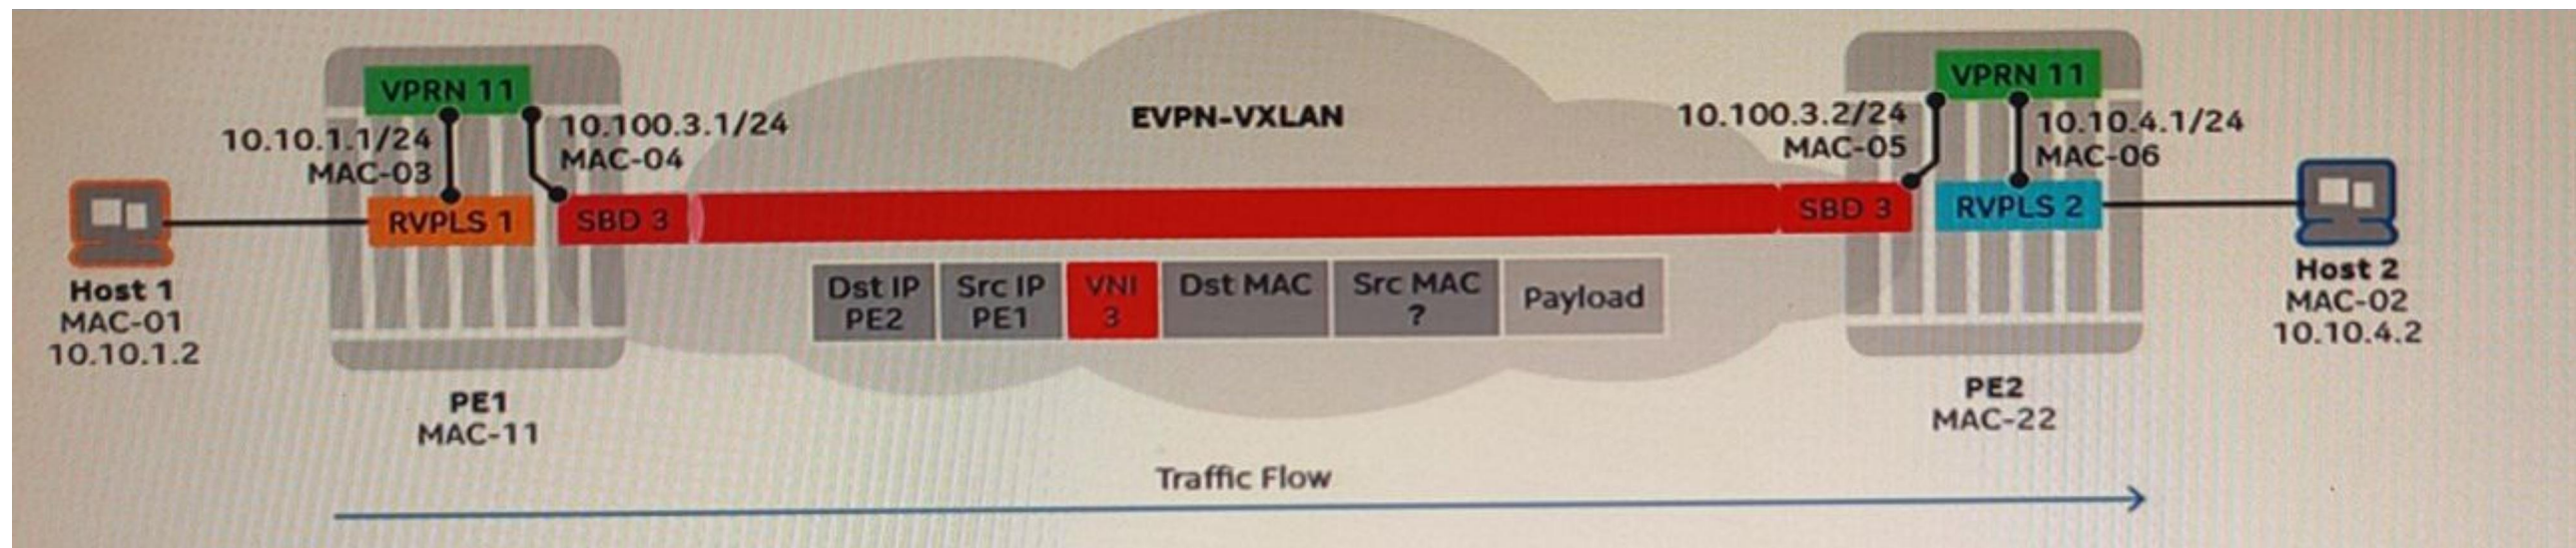 VPRN 11
10.10.1.1/24
MAC-03
10.100.3.1/24
MAC-04
RVPLS 1
SBD 3
Host 1
MAC-01
10.10.1.2
PE1
MAC-11
EVPN-VXLAN
Dst IP
PE2
Src IP
PE1
VNI
3
Dst MAC
Src MAC
?
Payload
VPRN 11
10.100.3.2/24
MAC-05
10.10.4.1/24
MAC-06
SBD 3
RVPLS 2
Host 2
MAC-02
10.10.4.2
PE2
MAC-22
Traffic Flow